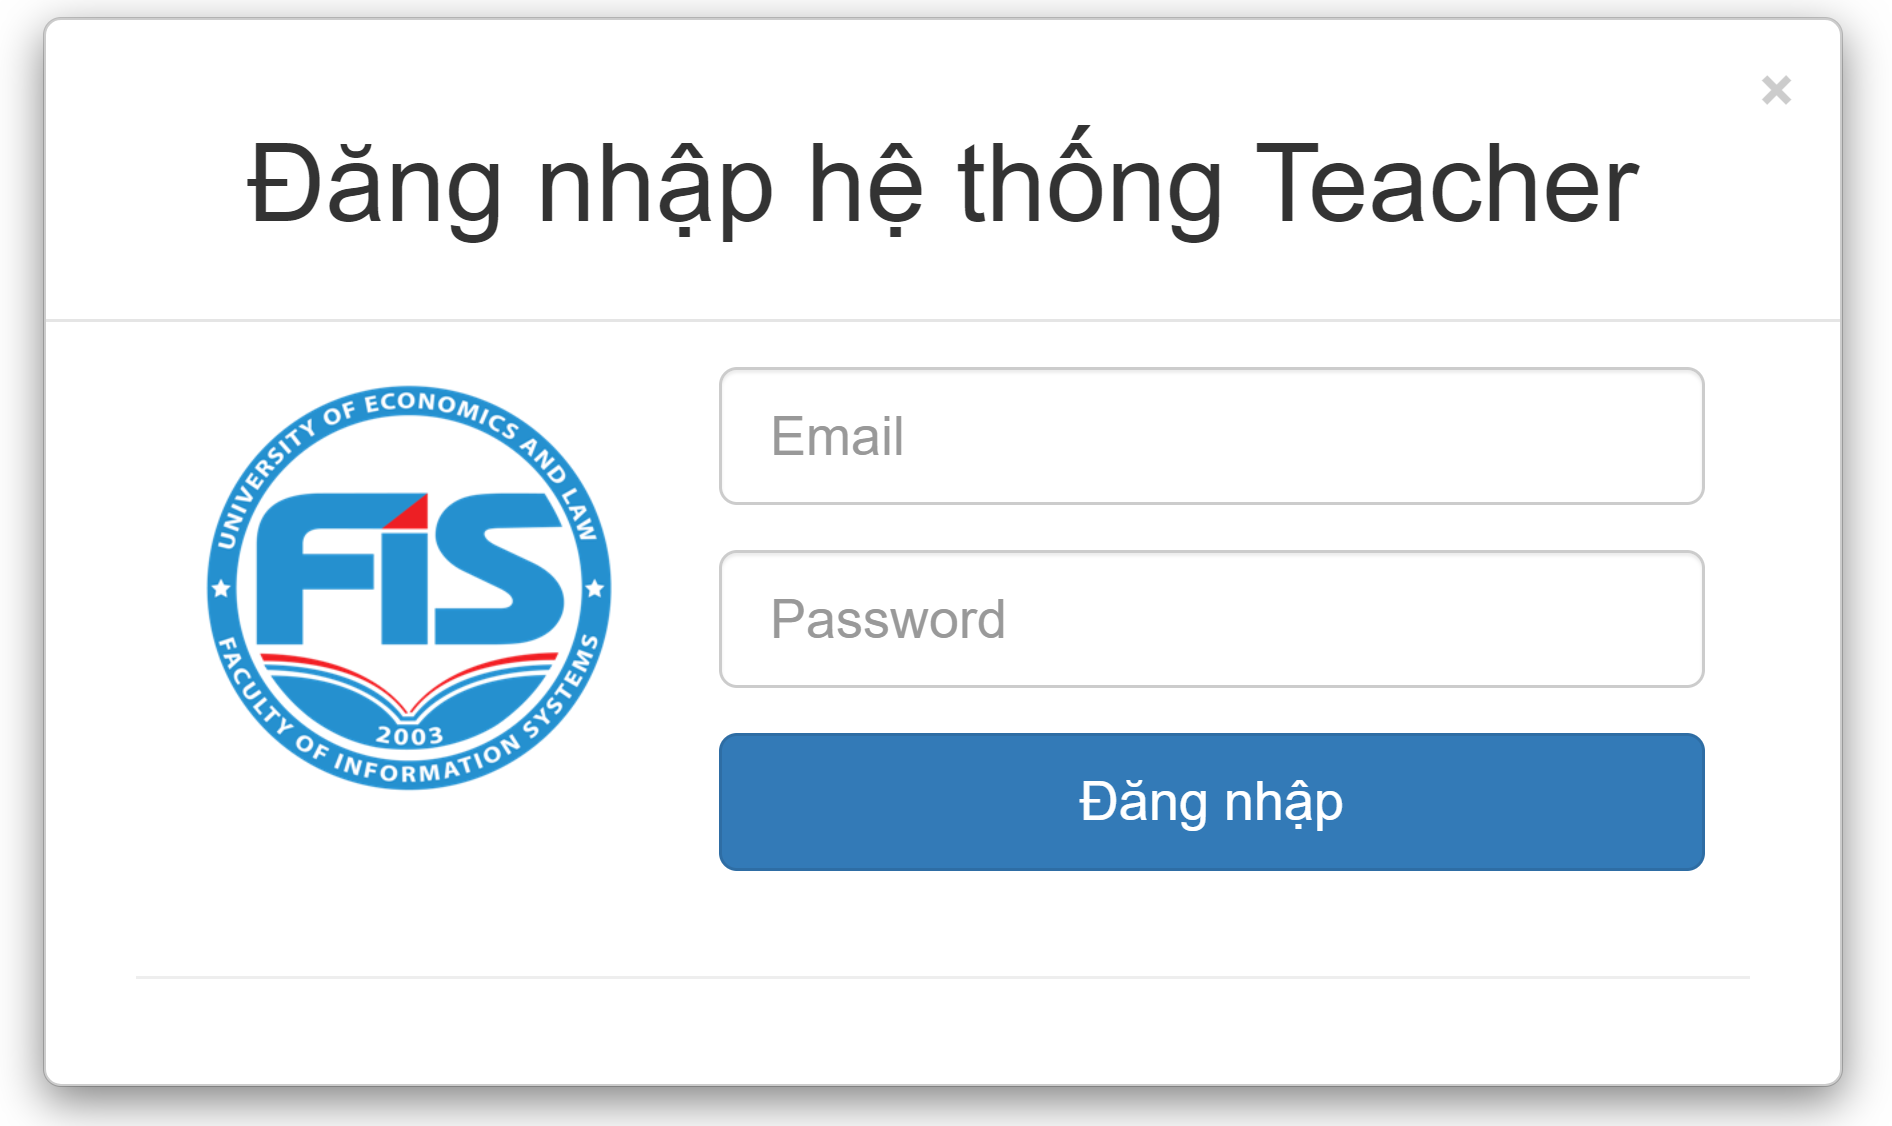 ×
Đăng nhập hệ thống Teacher
UNIVERSITY OF ECONOMICS AND LAW
FiS
2003
FACULTY OF INFORMATION SYSTEMS
Email
Password
Đăng nhập